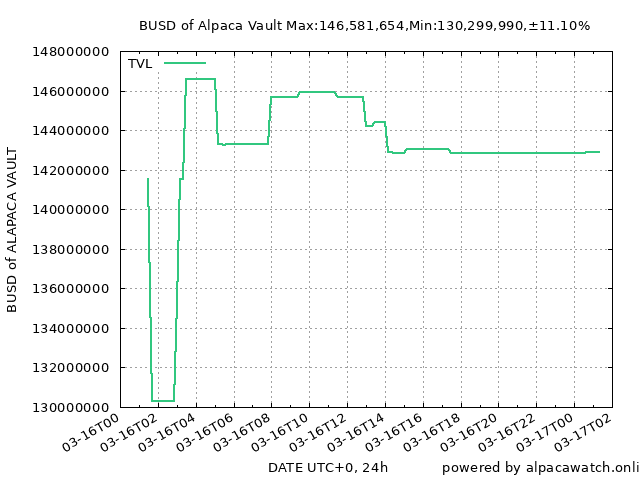 BUSD of Alpaca Vault Max:146,581,654,Min:130,299,990,±11.10%
TVL
148000000
146000000
144000000
142000000
140000000
138000000
136000000
134000000
132000000
130000000
BUSD of ALAPACA VAULT
03-16T00
03-16T02
03-16T04
03-16T06
03-16T08
03-16T10
03-16T12
03-16T14
03-16T16
03-16T18
03-16T20
03-16T22
03-17T00
03-17T02
DATE UTC+0, 24h
powered by alpacawatch.onli